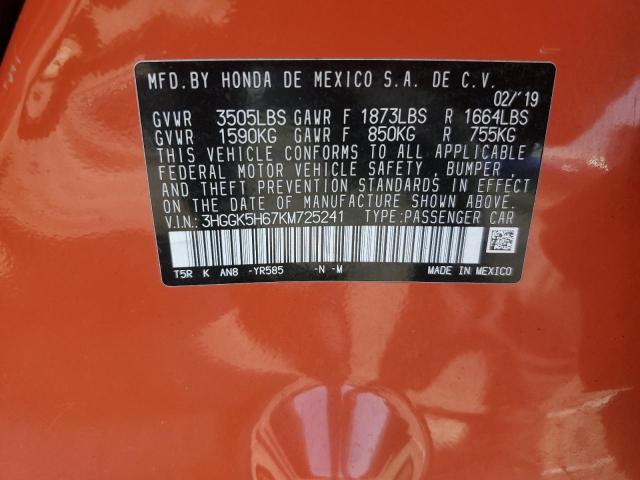 MFD. BY HONDA DE MEXICO S.A. DE C.V.
02/'19
GVWR 3505LBS GAWR F 1873LBS R 1664LBS
GVWR 1590KG GAWR F 850KG R 755KG
THIS VEHICLE CONFORMS TO ALL APPLICABLE
FEDERAL MOTOR VEHICLE SAFETY, BUMPER,
AND THEFT PREVENTION STANDARDS IN EFFECT
ON THE DATE OF MANUFACTURE SHOWN ABOVE.
V.I.N.: 3HGGK5H67KM725241 TYPE: PASSENGER CAR
T5R K AN8 -YR585 -N -M MADE IN MEXICO